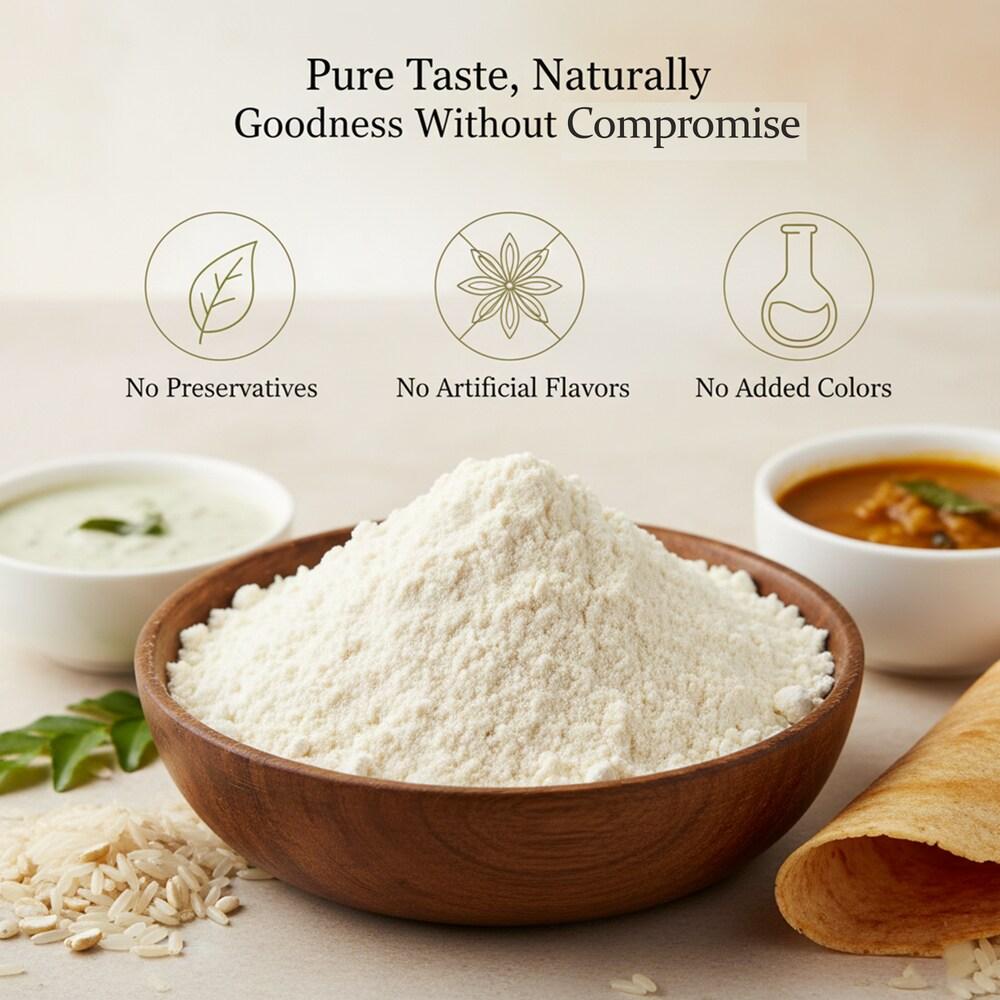 Pure Taste, Naturally
Goodness Without Compromise
No Preservatives
No Artificial Flavors
No Added Colors